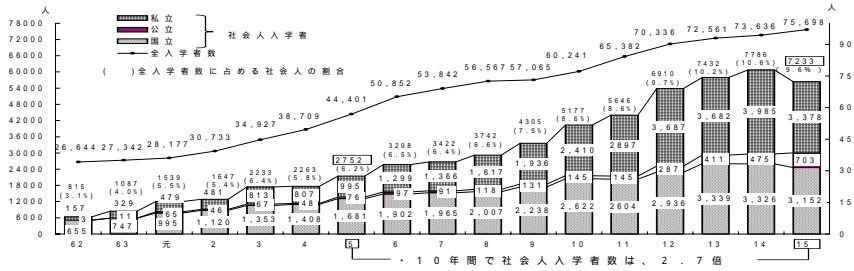 人 人
私立
公立
国立
社会人入学者
全入学者数
( )全入学者数に占める社会人の割合
78000
72000
66000
60000
54000
48000
42000
36000
30000
24000
18000
12000
6000
0
90
7.5
6.0
4.5
3.0
1.5
0
26,644 27,342 28,177 30,733 34,927 38,709 44,401 50,852 53,842 56,567 57,065 60,241 65,382 70,336 72,561 73,636 75,698
815 1087 1539 1647 2233 2263 2752 3298 3422 3742 4305 5177 5646 6910 7432 7786 7233
(3.1%) (4.0%) (5.5%) (5.4%) (6.4%) (5.8%) (6.2%) (6.5%) (6.4%) (6.6%) (7.5%) (8.6%) (8.6%) (9.7%) (10.2%) (10.6%) (9.6%)
157 329 479 481 813 807 995 1,299 1,366 1,617 1,936 2,410 2897 3,687 3,682 3,985 3,378
3 11 65 46 67 48 76 97 91 118 131 145 145 287 411 475 703
655 747 995 1,120 1,353 1,408 1,681 1,902 1,965 2,007 2,238 2,622 2604 2,936 3,339 3,326 3,152
62 63 元 2 3 4 5 6 7 8 9 10 11 12 13 14 15
・10年間で社会人入学者数は、2.7倍